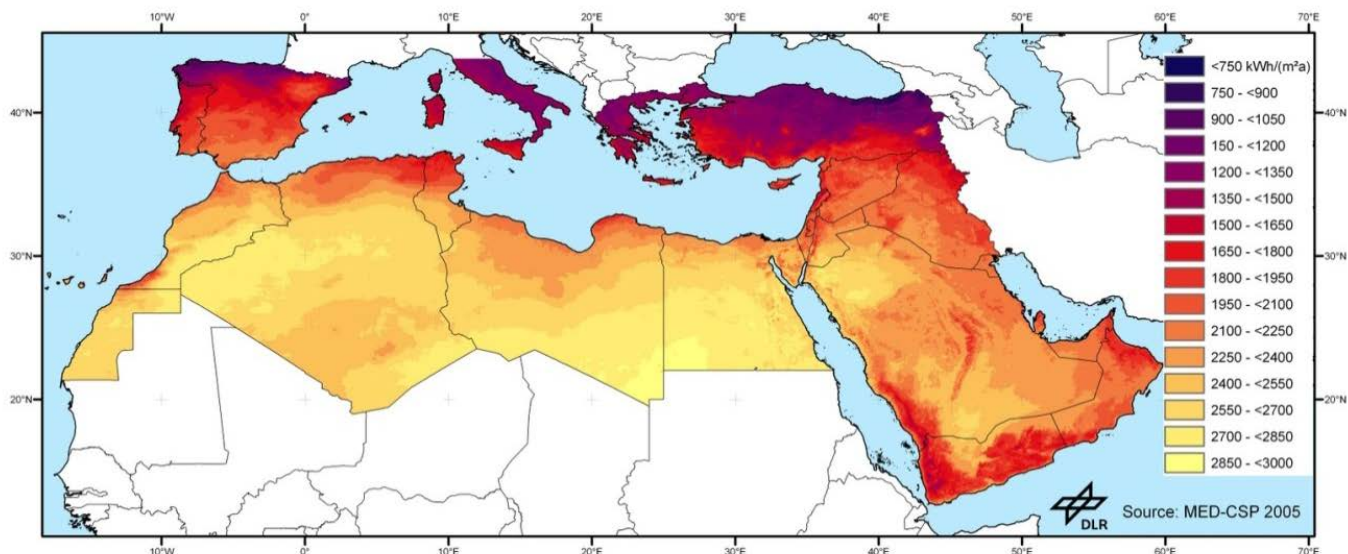 10°W 0° 10°E 20°E 30°E 40°E 50°E 60°E 70°E
40°N 40°N
30°N 30°N
20°N 20°N
<750 kWh/(m²a)
750 - <900
900 - <1050
150 - <1200
1200 - <1350
1350 - <1500
1500 - <1650
1650 - <1800
1800 - <1950
1950 - <2100
2100 - <2250
2250 - <2400
2400 - <2550
2550 - <2700
2700 - <2850
2850 - <3000
DLR
Source: MED-CSP 2005
10°W 0° 10°E 20°E 30°E 40°E 50°E 60°E 70°E